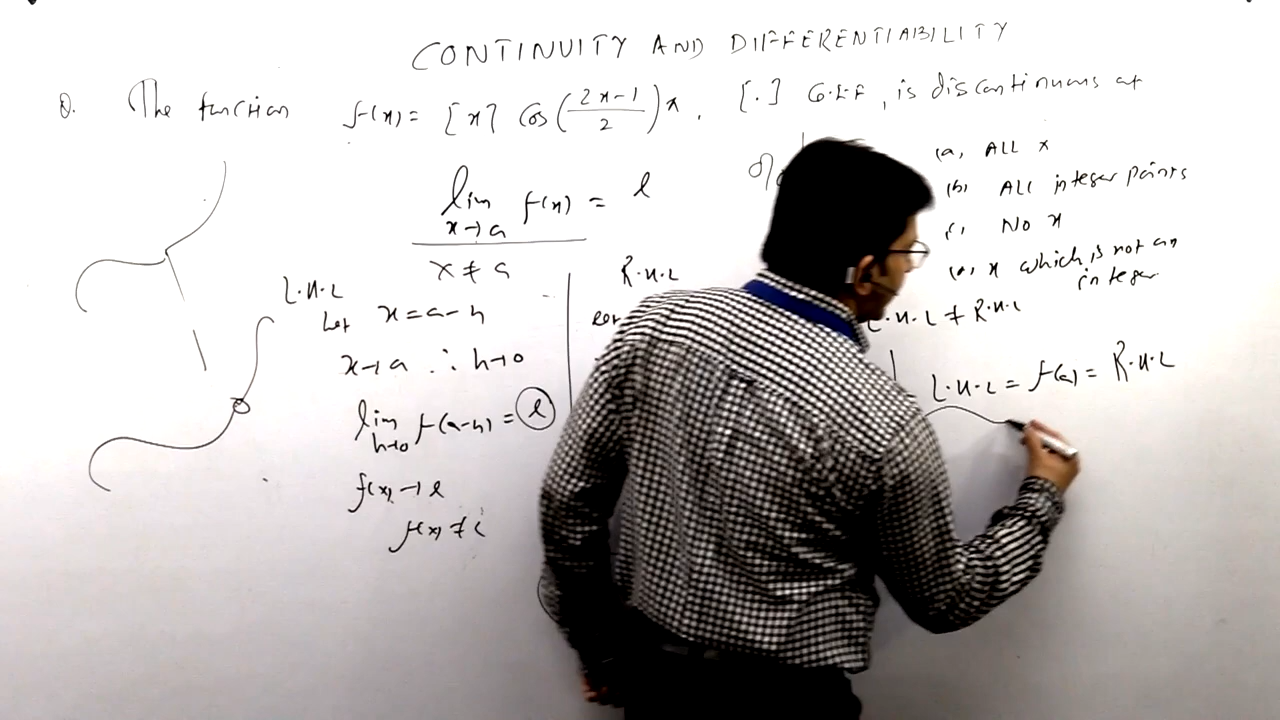 CONTINUITY AND DIFFERENTIABILITY
Q. The function f(x) = [x] Cos (2x-1/2) π, [.] G.I.F, is discontinuous at
(a) ALL x
(b) All integer points
(c) No x
(d) x which is not an
integer
lim f(x) = l
x→a
x ≠ a
L.H.L
Let x = a-h
x→a ∴ h→0
lim f(a-h) = l
h→0
f(x) → l
f(x) ≠ l
R.H.L
L.H.L ≠ R.H.L
L.H.L = f(a) = R.H.L